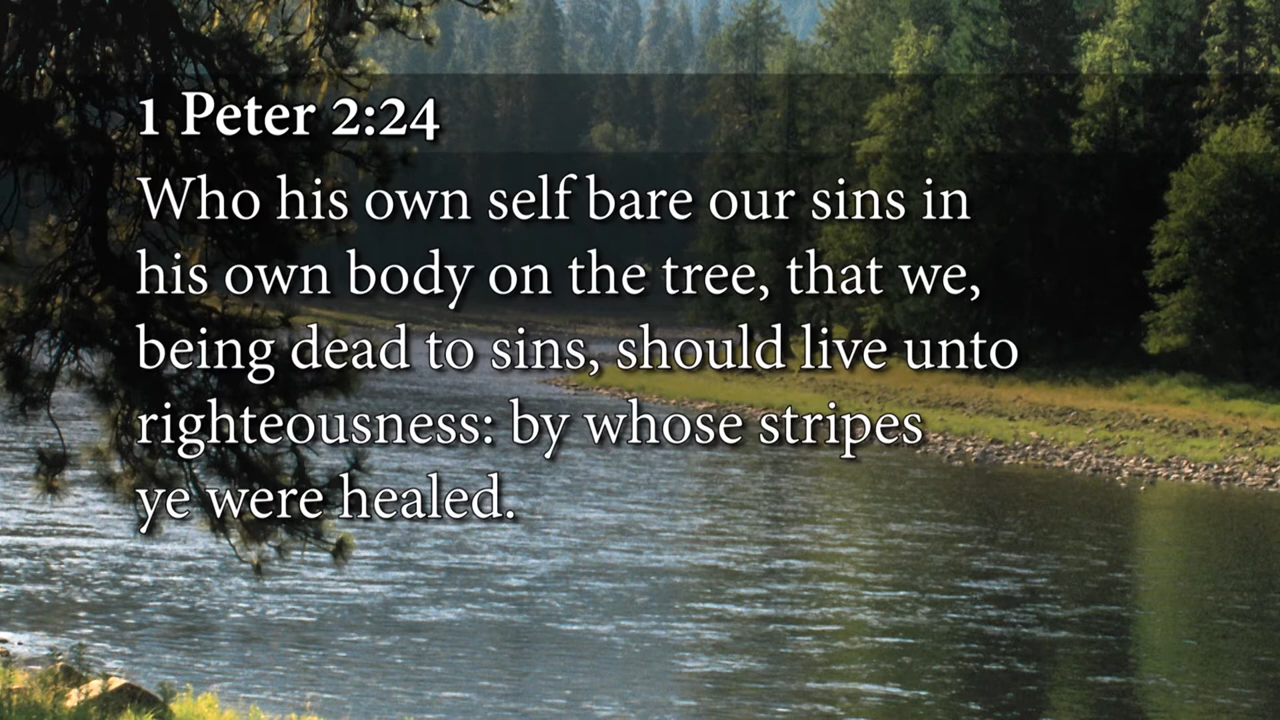 1 Peter 2:24
Who his own self bare our sins in
his own body on the tree, that we,
being dead to sins, should live unto
righteousness: by whose stripes
ye were healed.